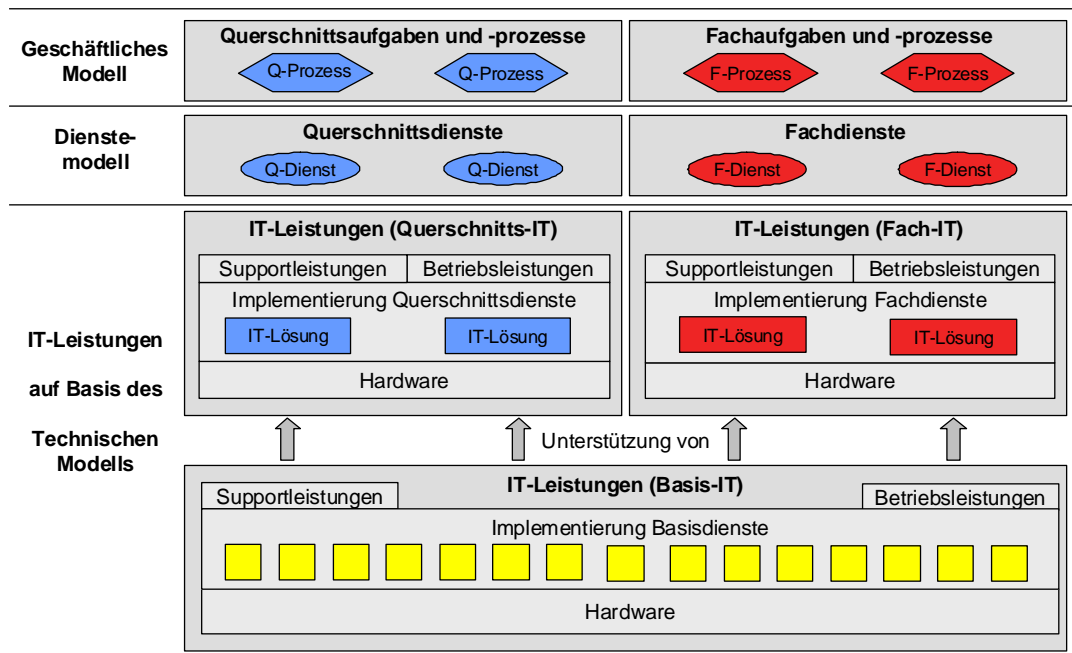 Geschäftliches
Modell
Querschnittsaufgaben und -prozesse
Q-Prozess
Q-Prozess
Fachaufgaben und -prozesse
F-Prozess
F-Prozess
Dienste-
modell
Querschnittsdienste
Q-Dienst
Q-Dienst
Fachdienste
F-Dienst
F-Dienst
IT-Leistungen
auf Basis des
Technischen
Modells
IT-Leistungen (Querschnitts-IT)
Supportleistungen
Betriebsleistungen
Implementierung Querschnittsdienste
IT-Lösung
IT-Lösung
Hardware
IT-Leistungen (Fach-IT)
Supportleistungen
Betriebsleistungen
Implementierung Fachdienste
IT-Lösung
IT-Lösung
Hardware
Unterstützung von
IT-Leistungen (Basis-IT)
Supportleistungen
Betriebsleistungen
Implementierung Basisdienste
Hardware